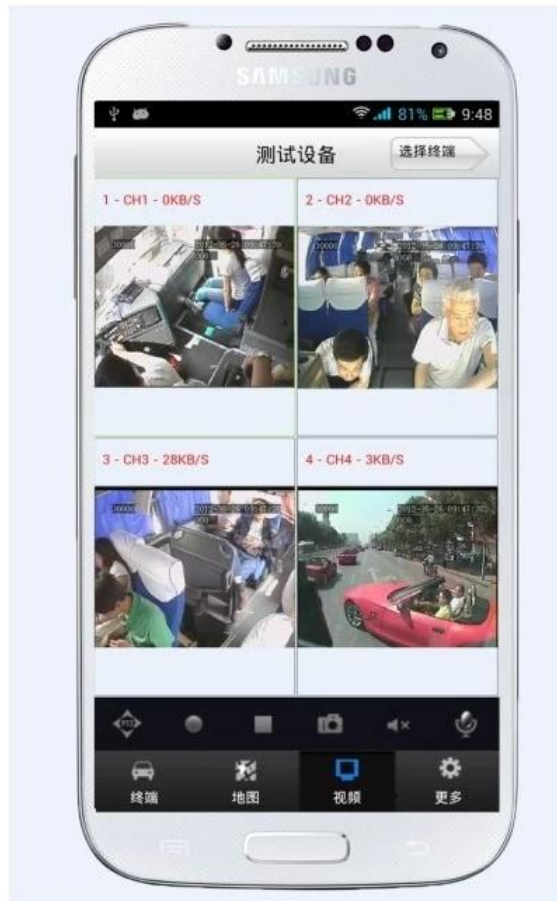 SAMSUNG
81% 9:48
测试设备
选择终端
1 - CH1 - 0KB/S
2 - CH2 - 0KB/S
3 - CH3 - 28KB/S
4 - CH4 - 3KB/S
PTZ
终端
地图
视频
更多